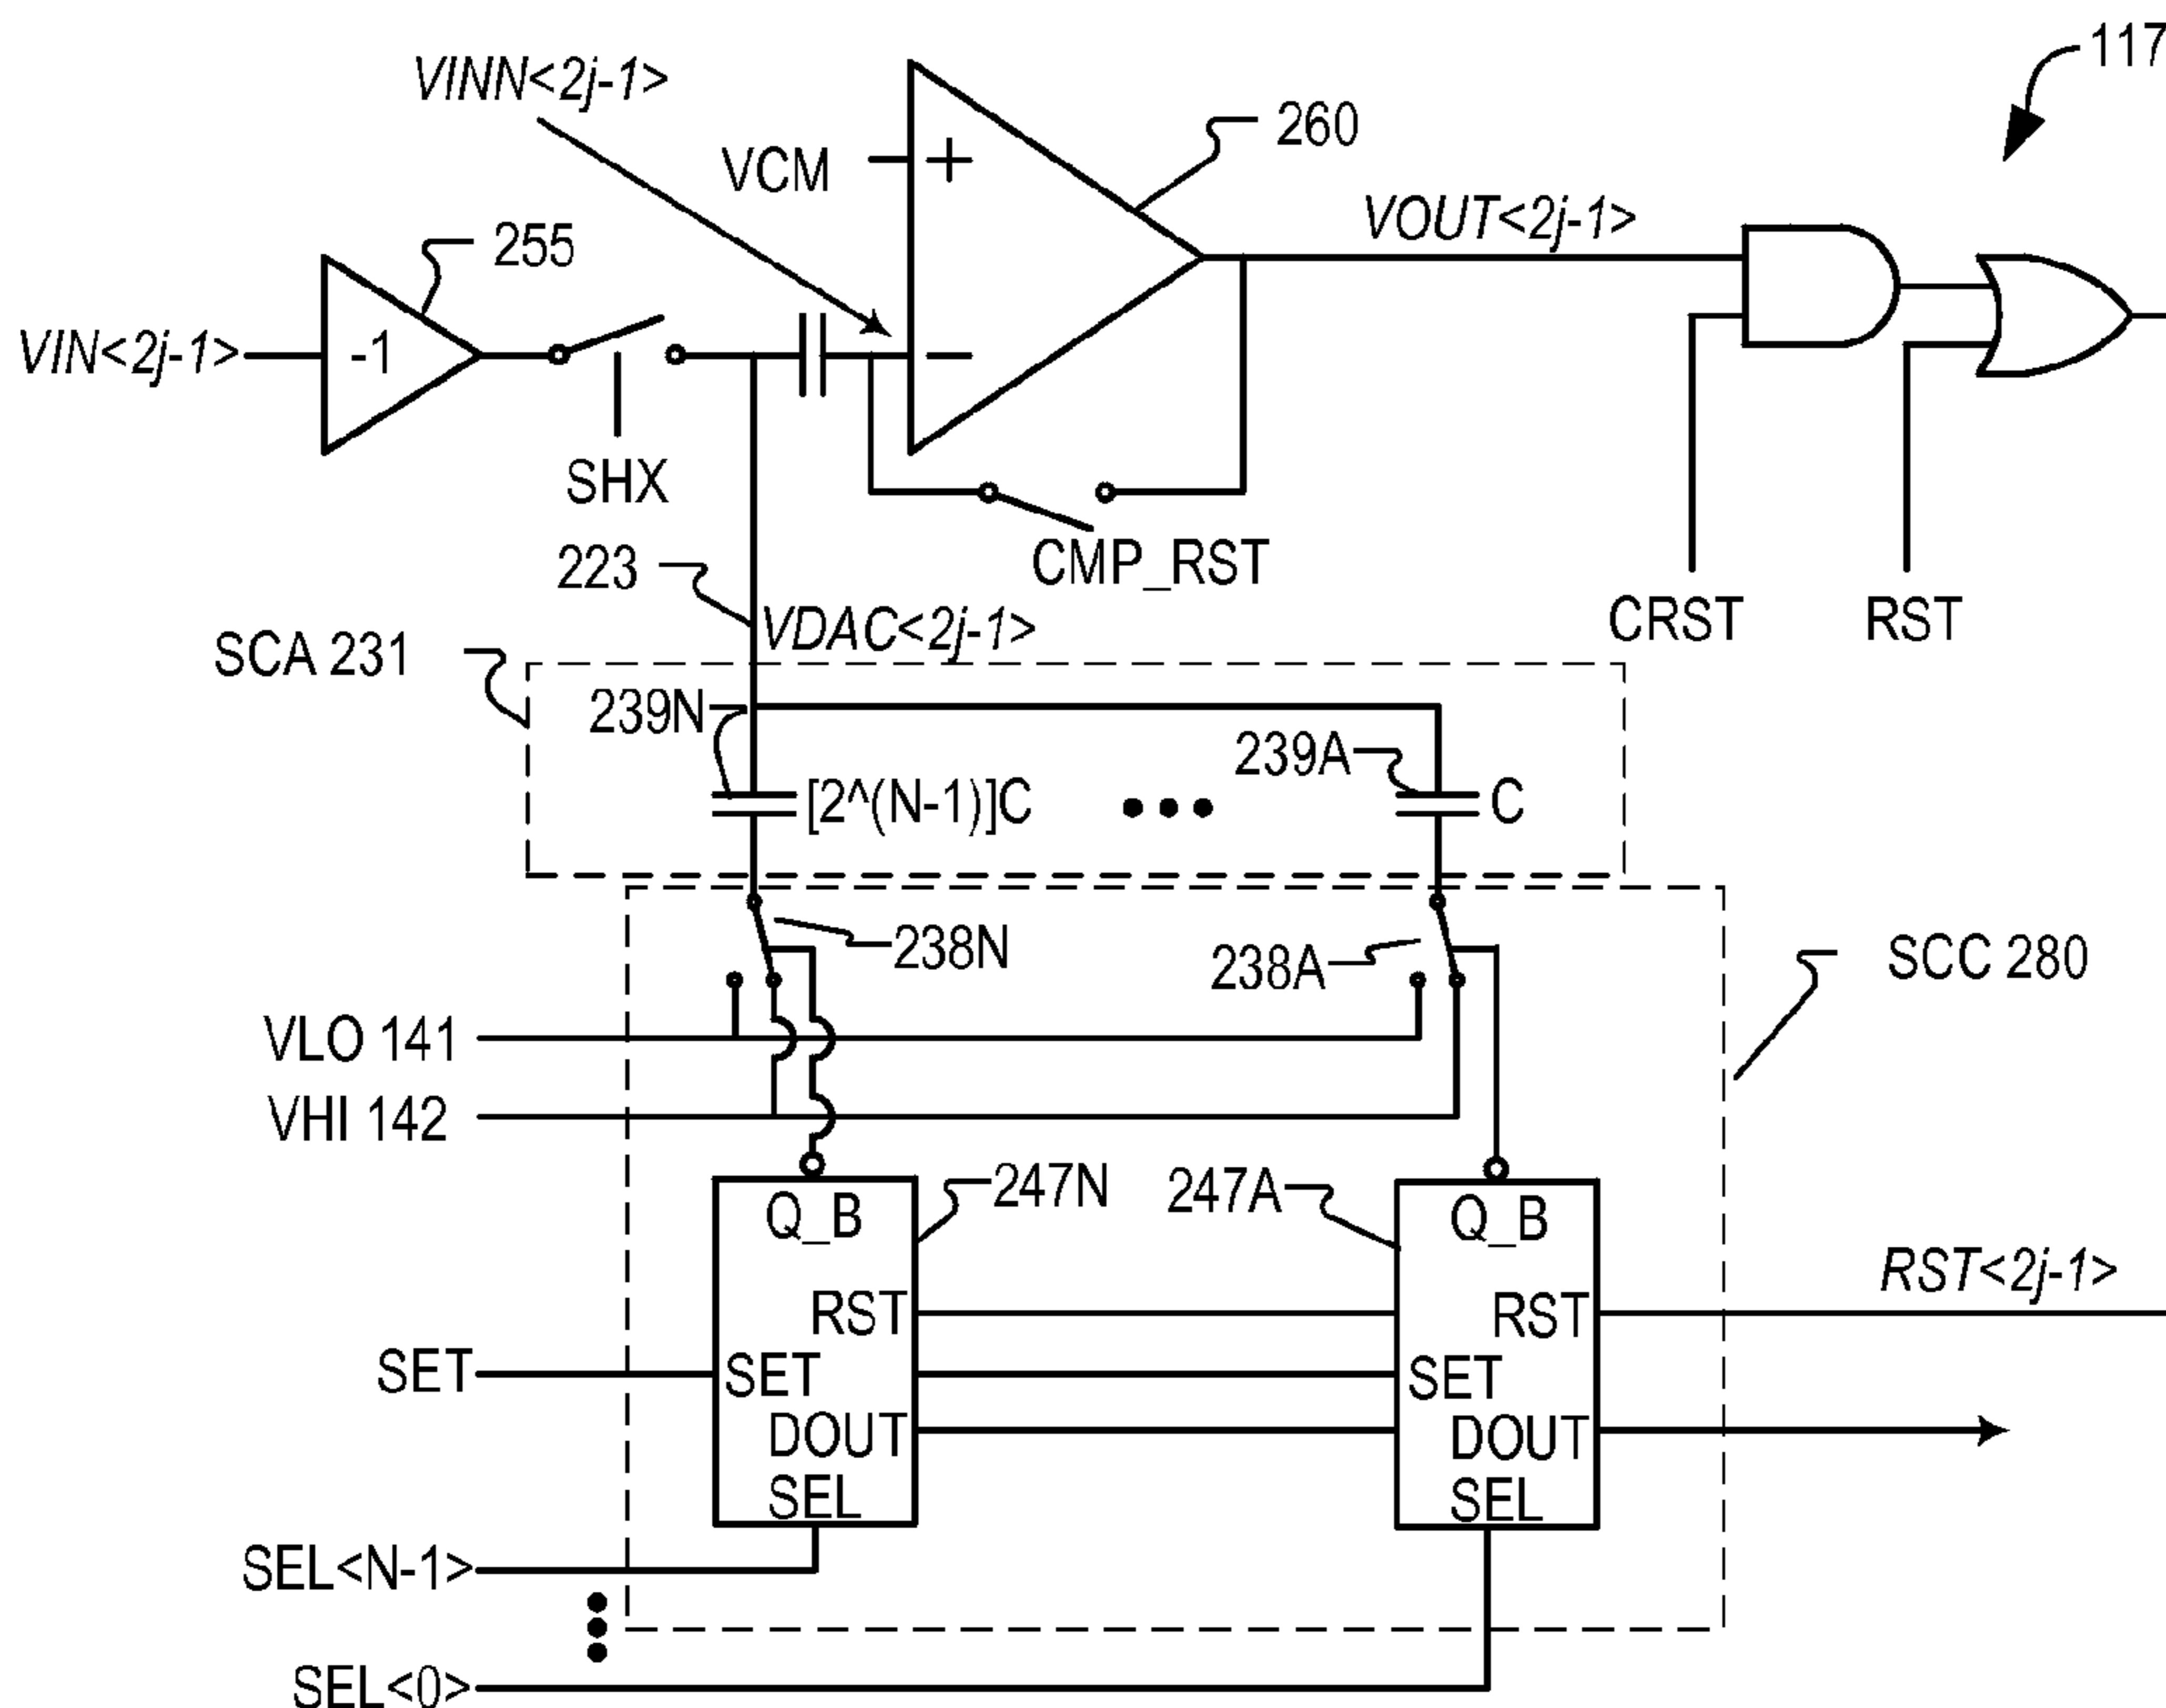 117
VINN<2j-1>
260
VCM
+
VOUT<2j-1>
255
VIN<2j-1>
-1
−
SHX
CMP_RST
223
CRST
RST
VDAC<2j-1>
SCA 231
239N
239A
[2^(N-1)]C
C
238N
238A
SCC 280
VLO 141
VHI 142
247N
247A
Q_B
Q_B
RST<2j-1>
RST
RST
SET
SET
SET
DOUT
DOUT
SEL
SEL
SEL<N-1>
SEL<0>